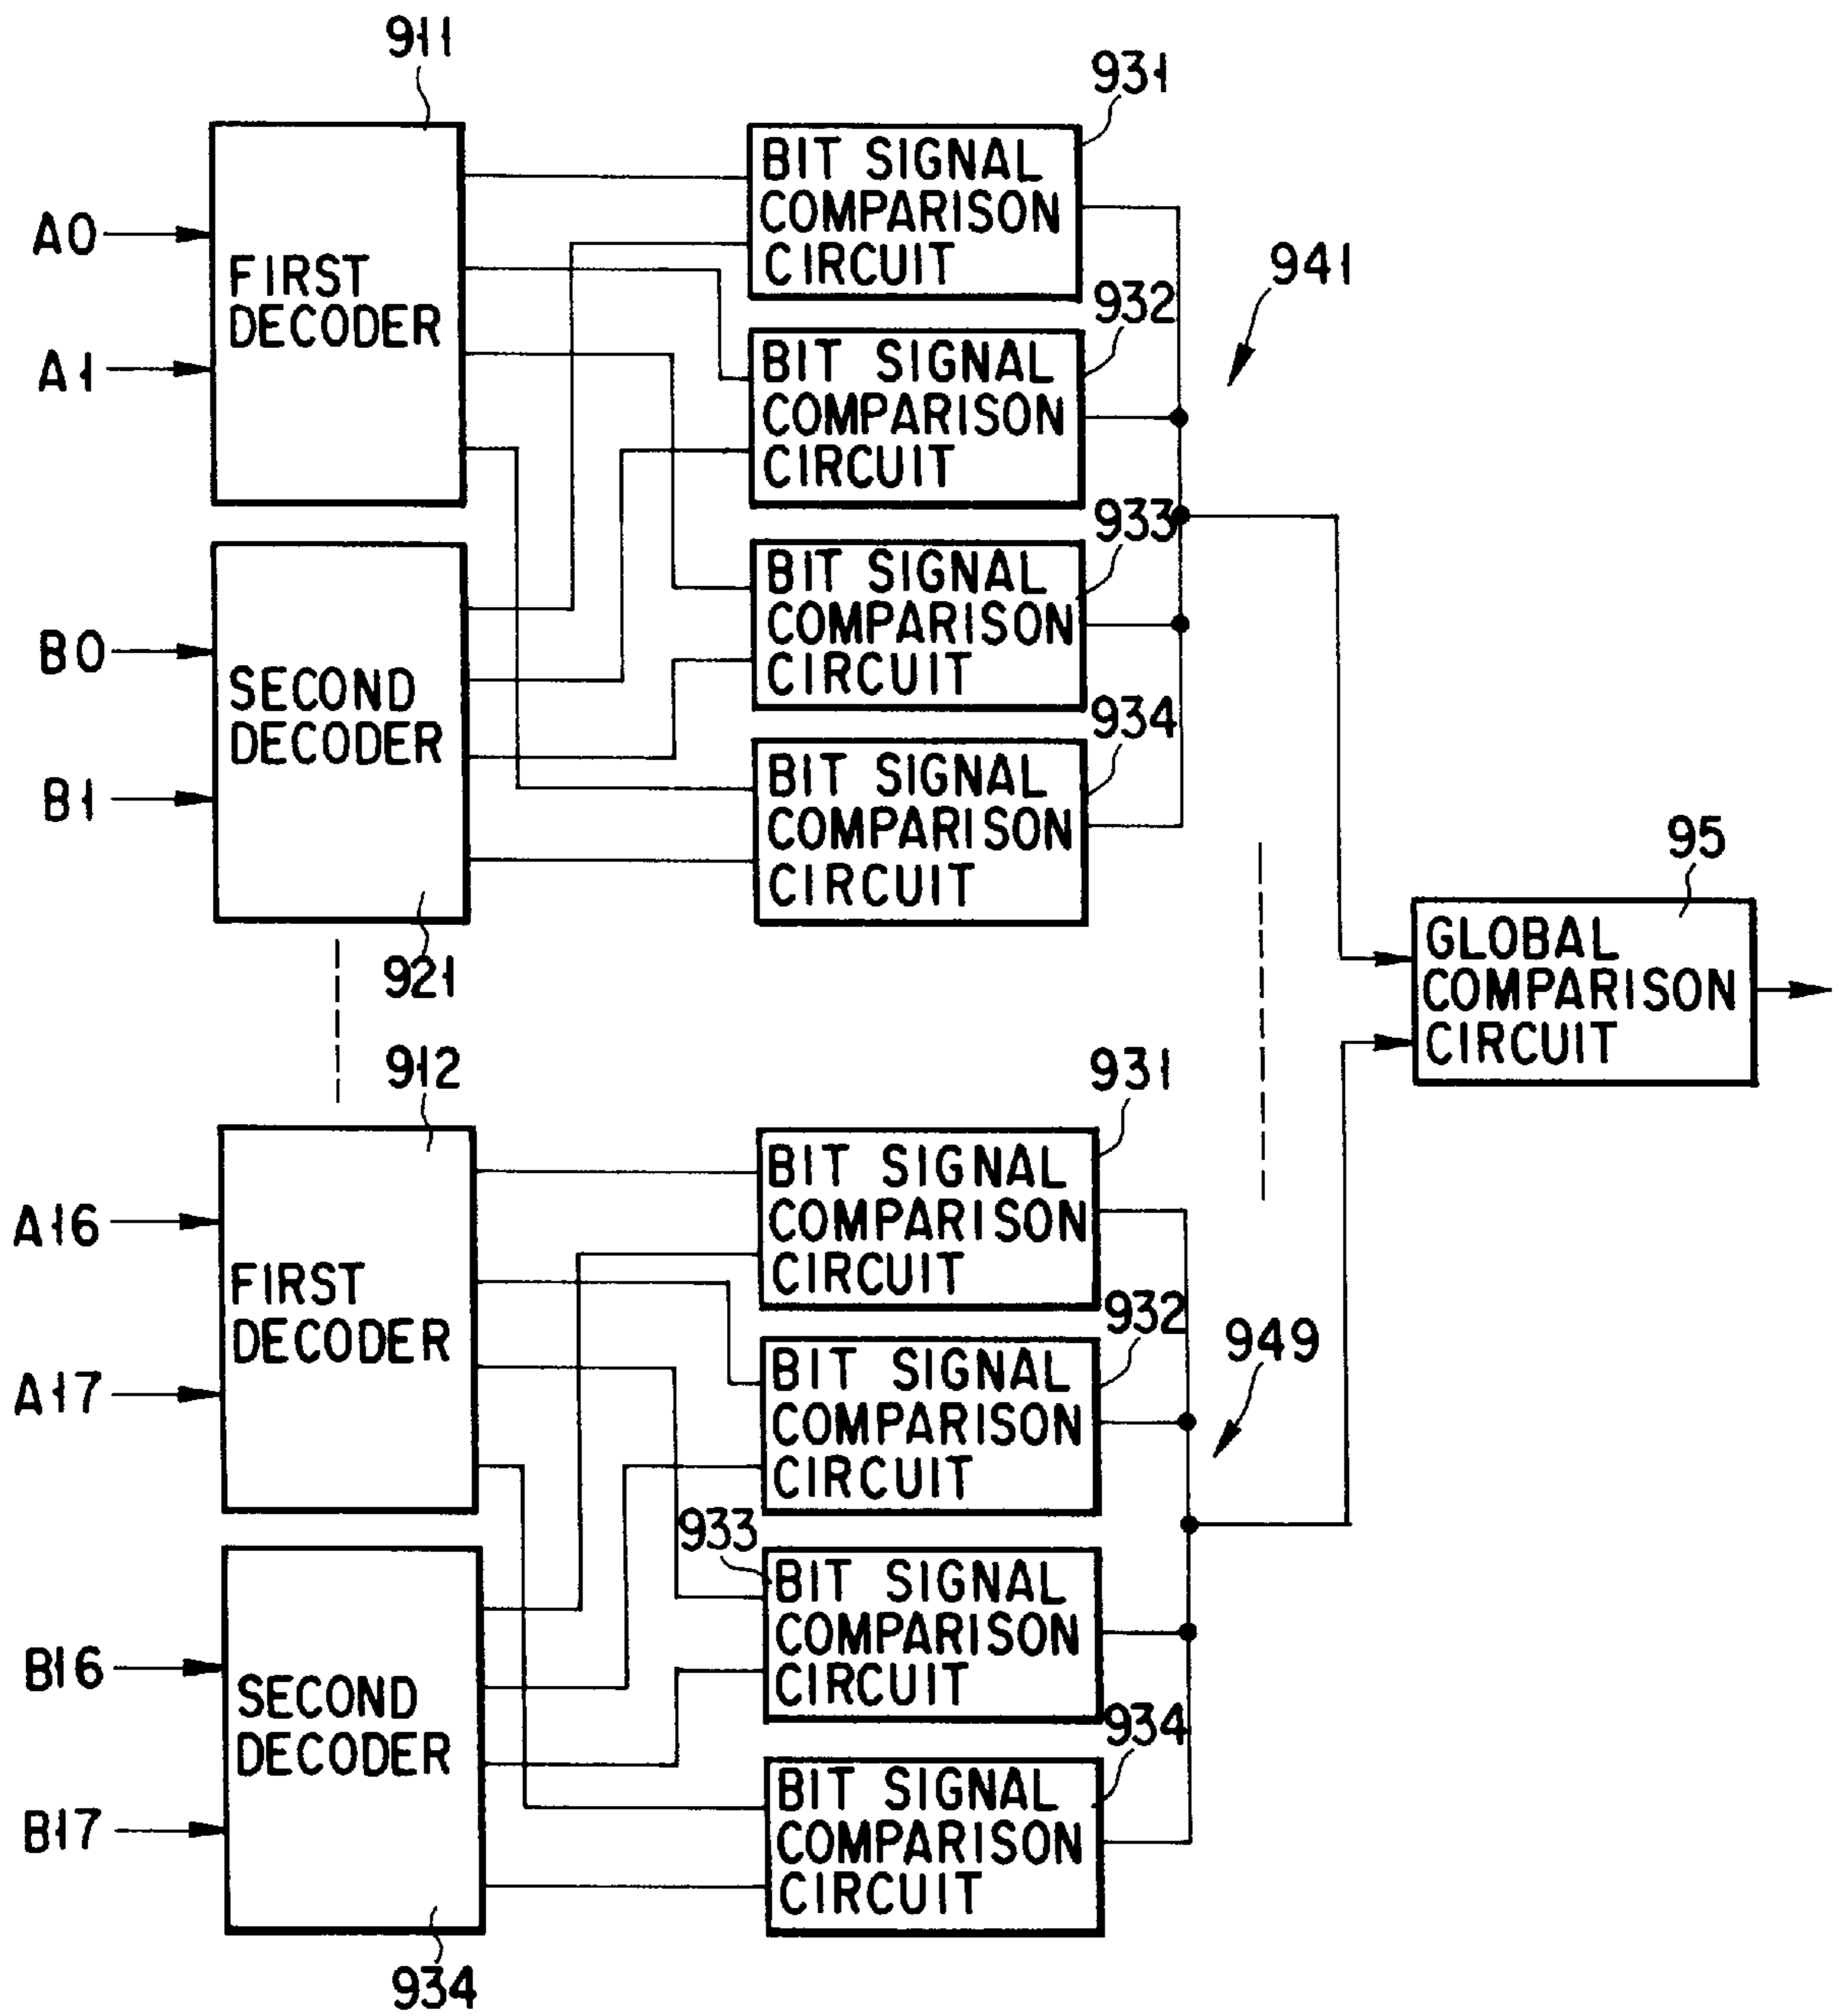 911
931
BIT SIGNAL
COMPARISON
CIRCUIT
A0
FIRST
DECODER
A1
941
932
BIT SIGNAL
COMPARISON
CIRCUIT
933
BIT SIGNAL
COMPARISON
CIRCUIT
B0
SECOND
DECODER
B1
934
BIT SIGNAL
COMPARISON
CIRCUIT
921
95
GLOBAL
COMPARISON
CIRCUIT
912
931
BIT SIGNAL
COMPARISON
CIRCUIT
A16
FIRST
DECODER
A17
932
BIT SIGNAL
COMPARISON
CIRCUIT
949
933
BIT SIGNAL
COMPARISON
CIRCUIT
B16
SECOND
DECODER
B17
934
BIT SIGNAL
COMPARISON
CIRCUIT
934